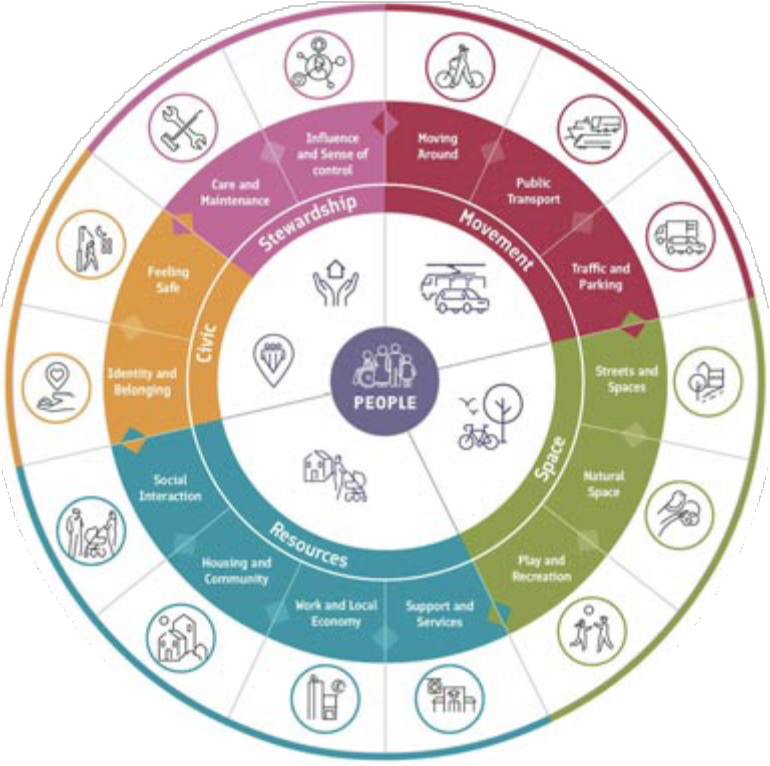 Influence
and Sense of
control
Moving
Around
Public
Transport
Traffic and
Parking
Streets and
Spaces
Natural
Space
Play and
Recreation
Support and
Services
Work and Local
Economy
Housing and
Community
Social
Interaction
Identity and
Belonging
Feeling
Safe
Care and
Maintenance
Stewardship
Movement
Space
Resources
Civic
PEOPLE